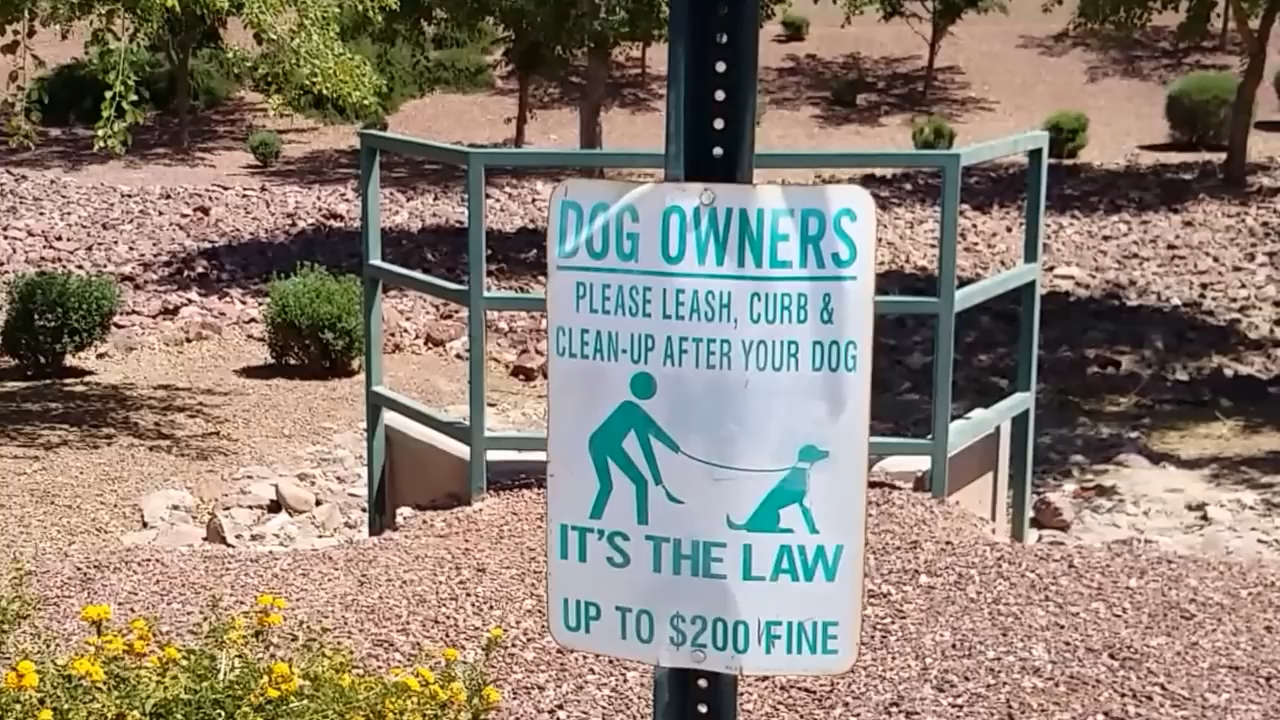 DOG OWNERS
PLEASE LEASH, CURB &
CLEAN-UP AFTER YOUR DOG
IT'S THE LAW
UP TO $200 FINE